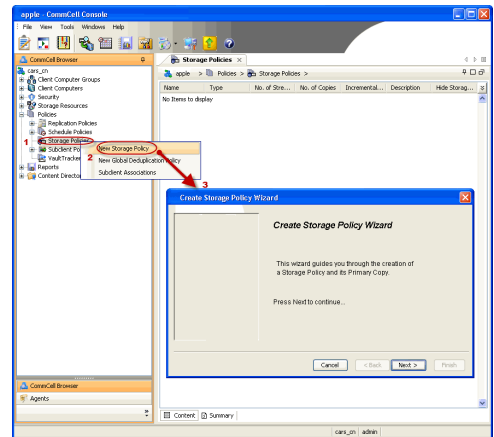 apple - CommCell Console
File View Tools Windows Help
CommCell Browser
Storage Policies
cars_cn
Client Computer Groups
Client Computers
Security
Storage Resources
Policies
Replication Policies
Schedule Policies
1 Storage Policies
Subclient Po
VaultTracker
Reports
Content Director
apple > Policies > Storage Policies >
Name Type No. of Stre... No. of Copies Incremental... Description Hide Storag...
No Items to display
New Storage Policy
2 New Global Deduplication Policy
Subclient Associations
3
Create Storage Policy Wizard
Create Storage Policy Wizard
This wizard guides you through the creation of
a Storage Policy and its Primary Copy.
Press Next to continue...
Cancel < Back Next > Finish
CommCell Browser
Agents
Content Summary
cars_cn admin